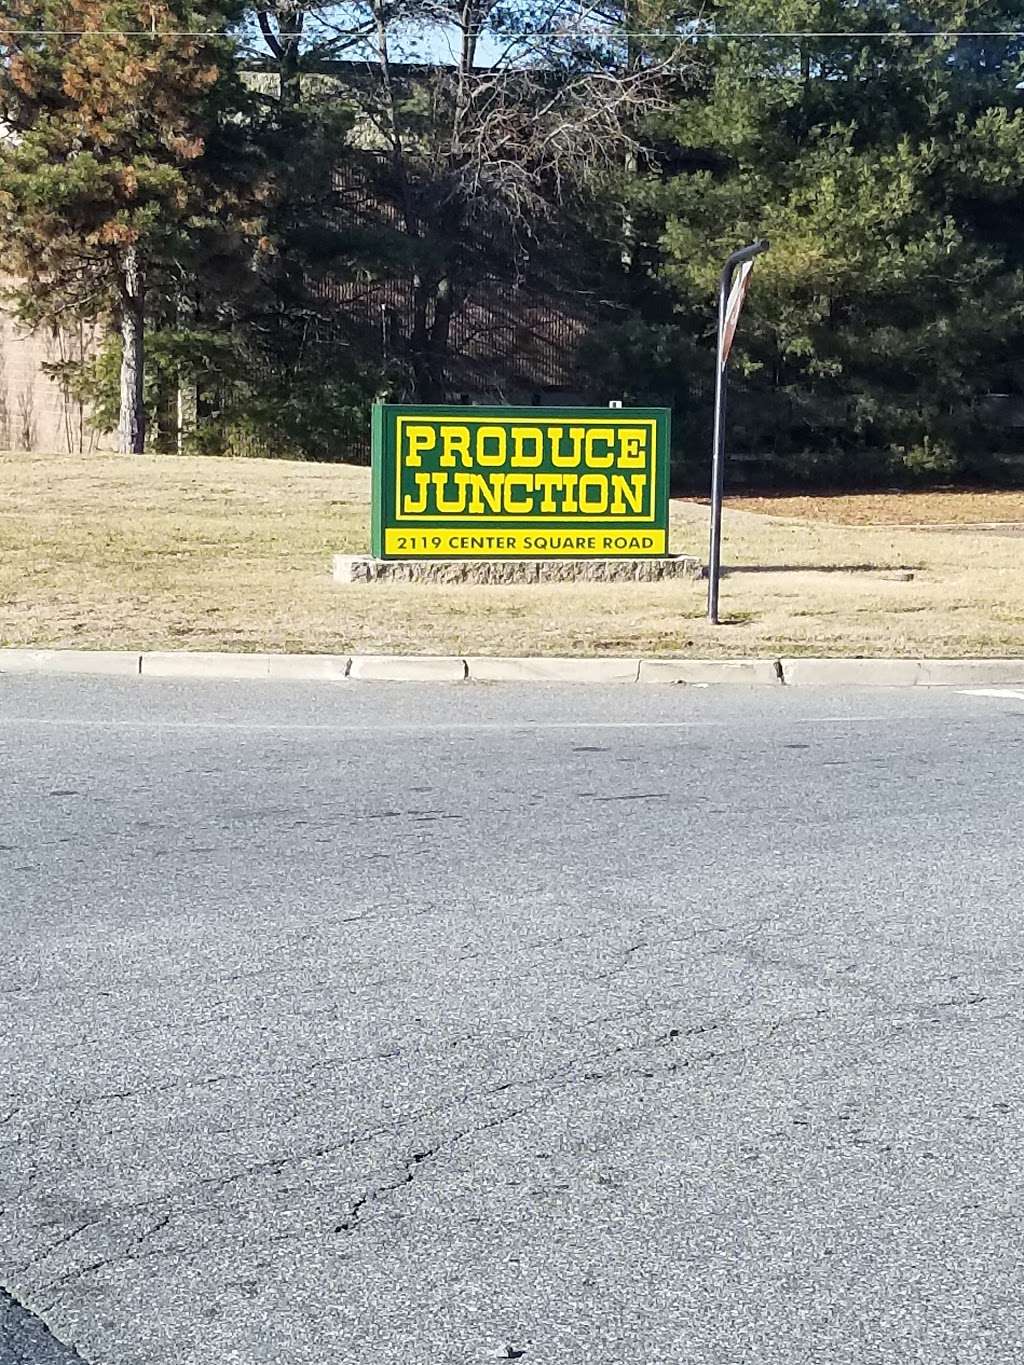 PRODUCE
JUNCTION
2119 CENTER SQUARE ROAD